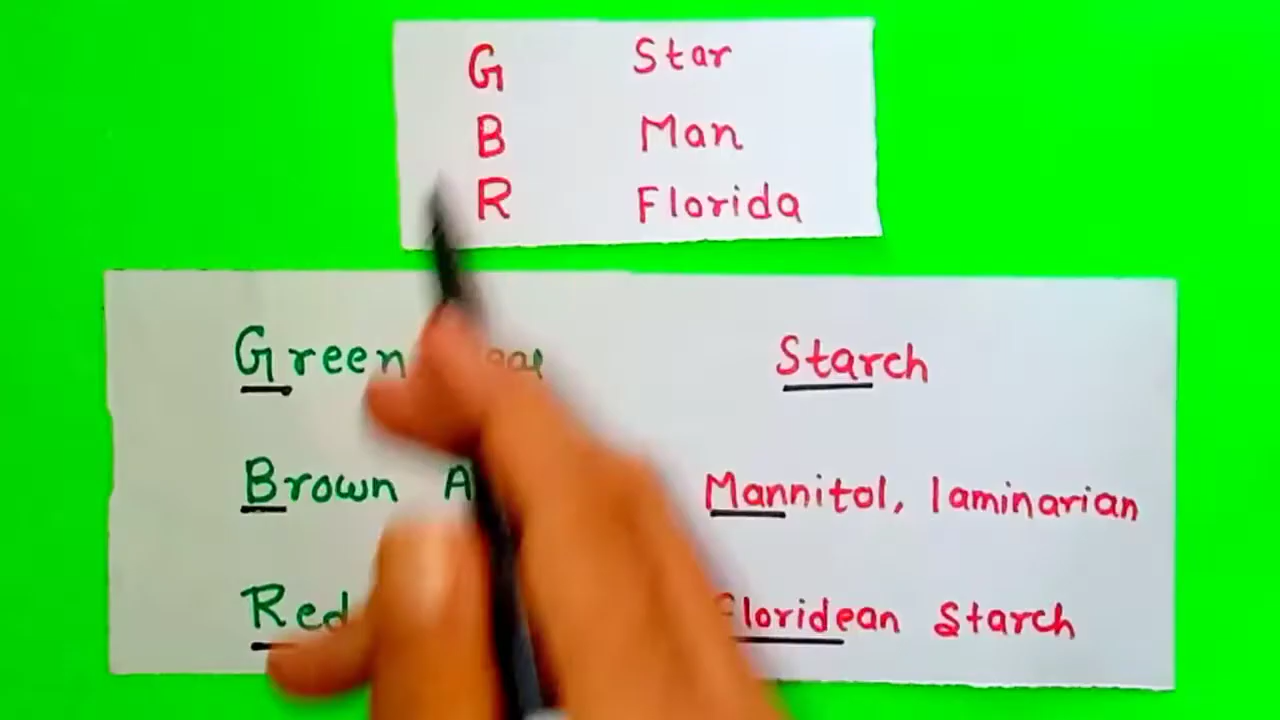 G Star
B Man
R Florida
Green
Starch
Brown A
Mannitol, laminarian
Red
Floridean Starch